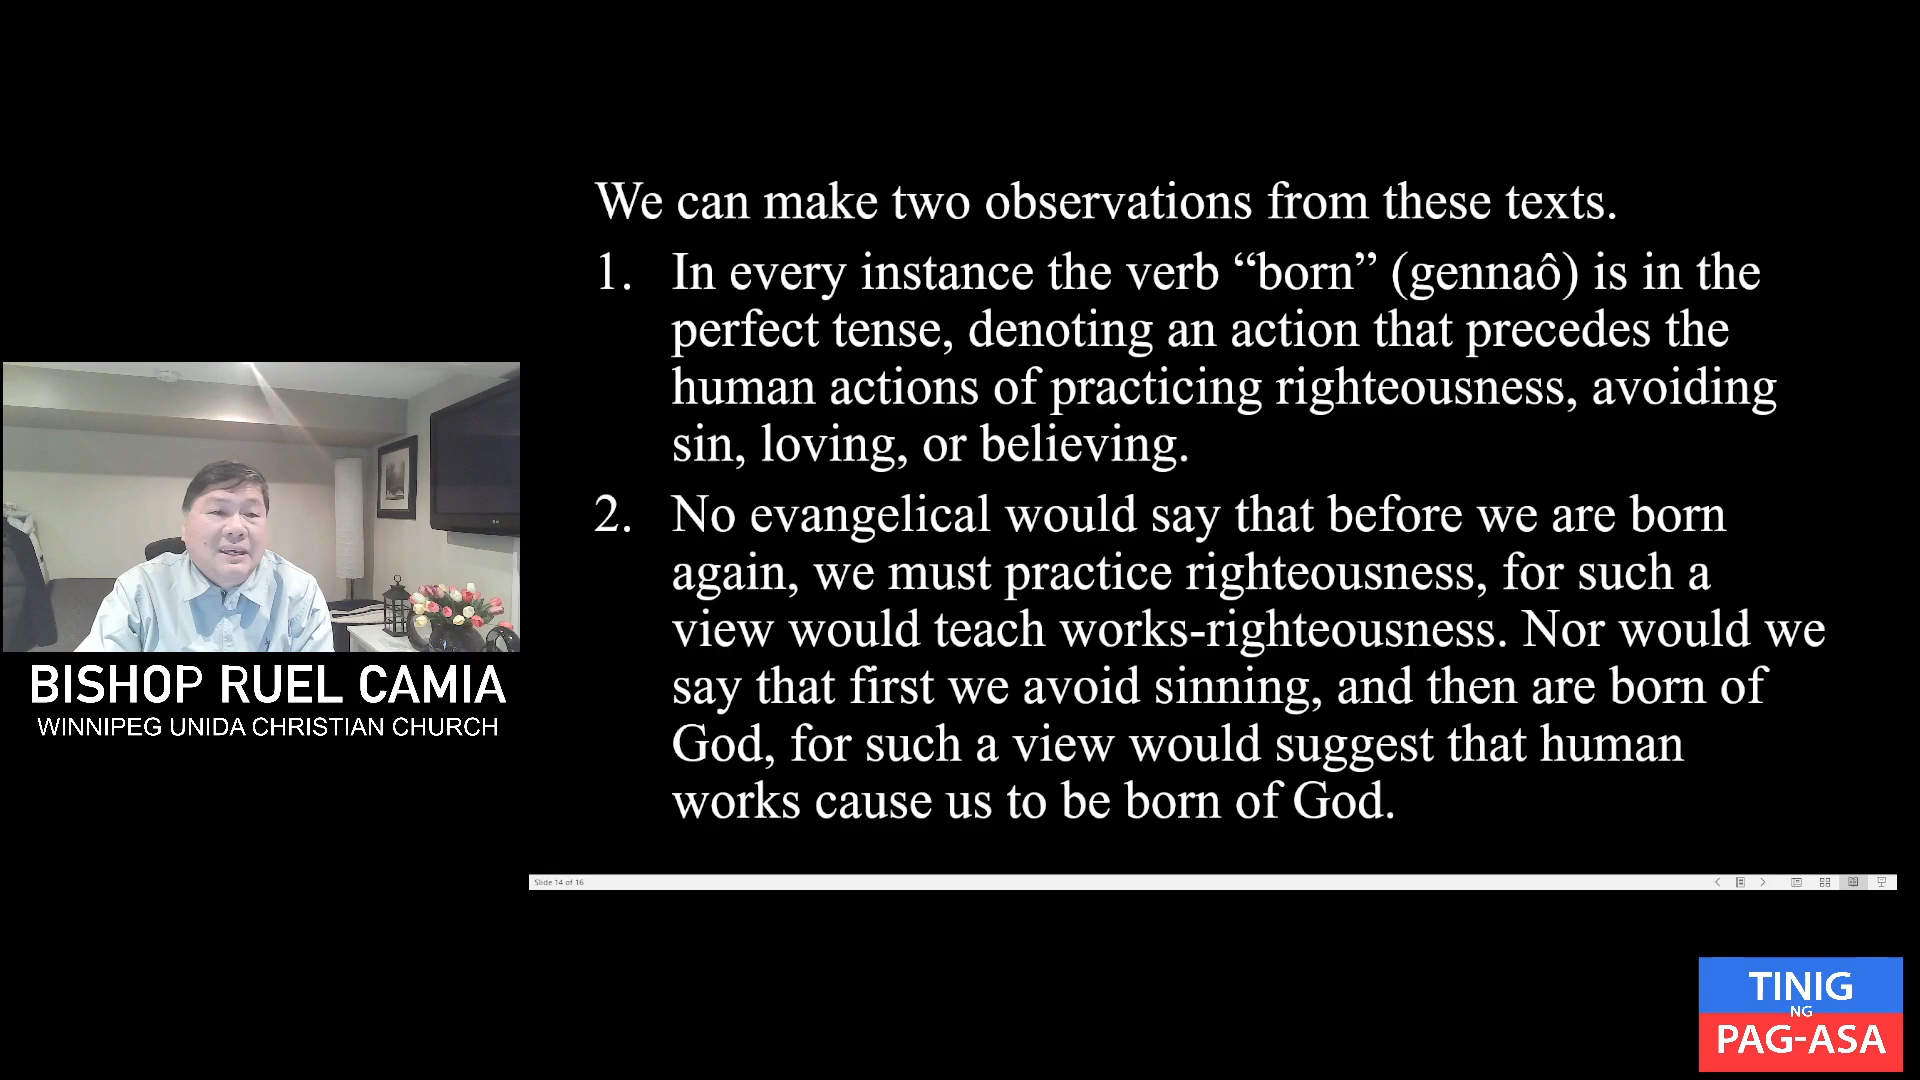 We can make two observations from these texts.
1. In every instance the verb “born” (gennaô) is in the
perfect tense, denoting an action that precedes the
human actions of practicing righteousness, avoiding
sin, loving, or believing.
2. No evangelical would say that before we are born
again, we must practice righteousness, for such a
view would teach works-righteousness. Nor would we
say that first we avoid sinning, and then are born of
God, for such a view would suggest that human
works cause us to be born of God.
BISHOP RUEL CAMIA
WINNIPEG UNIDA CHRISTIAN CHURCH
Slide 14 of 16
TINIG
NG
PAG-ASA